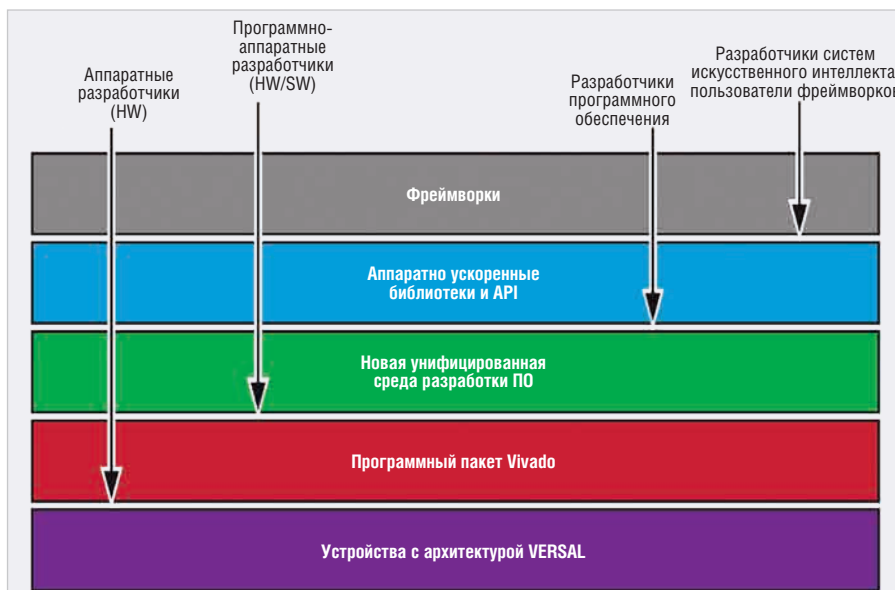 Аппаратные
разработчики
(HW)
Программно-
аппаратные
разработчики
(HW/SW)
Разработчики
программного
обеспечения
Разработчики систем
искусственного интеллекта
пользователи фреймворков
Фреймворки
Аппаратно ускоренные
библиотеки и API
Новая унифицированная
среда разработки ПО
Программный пакет Vivado
Устройства с архитектурой VERSAL